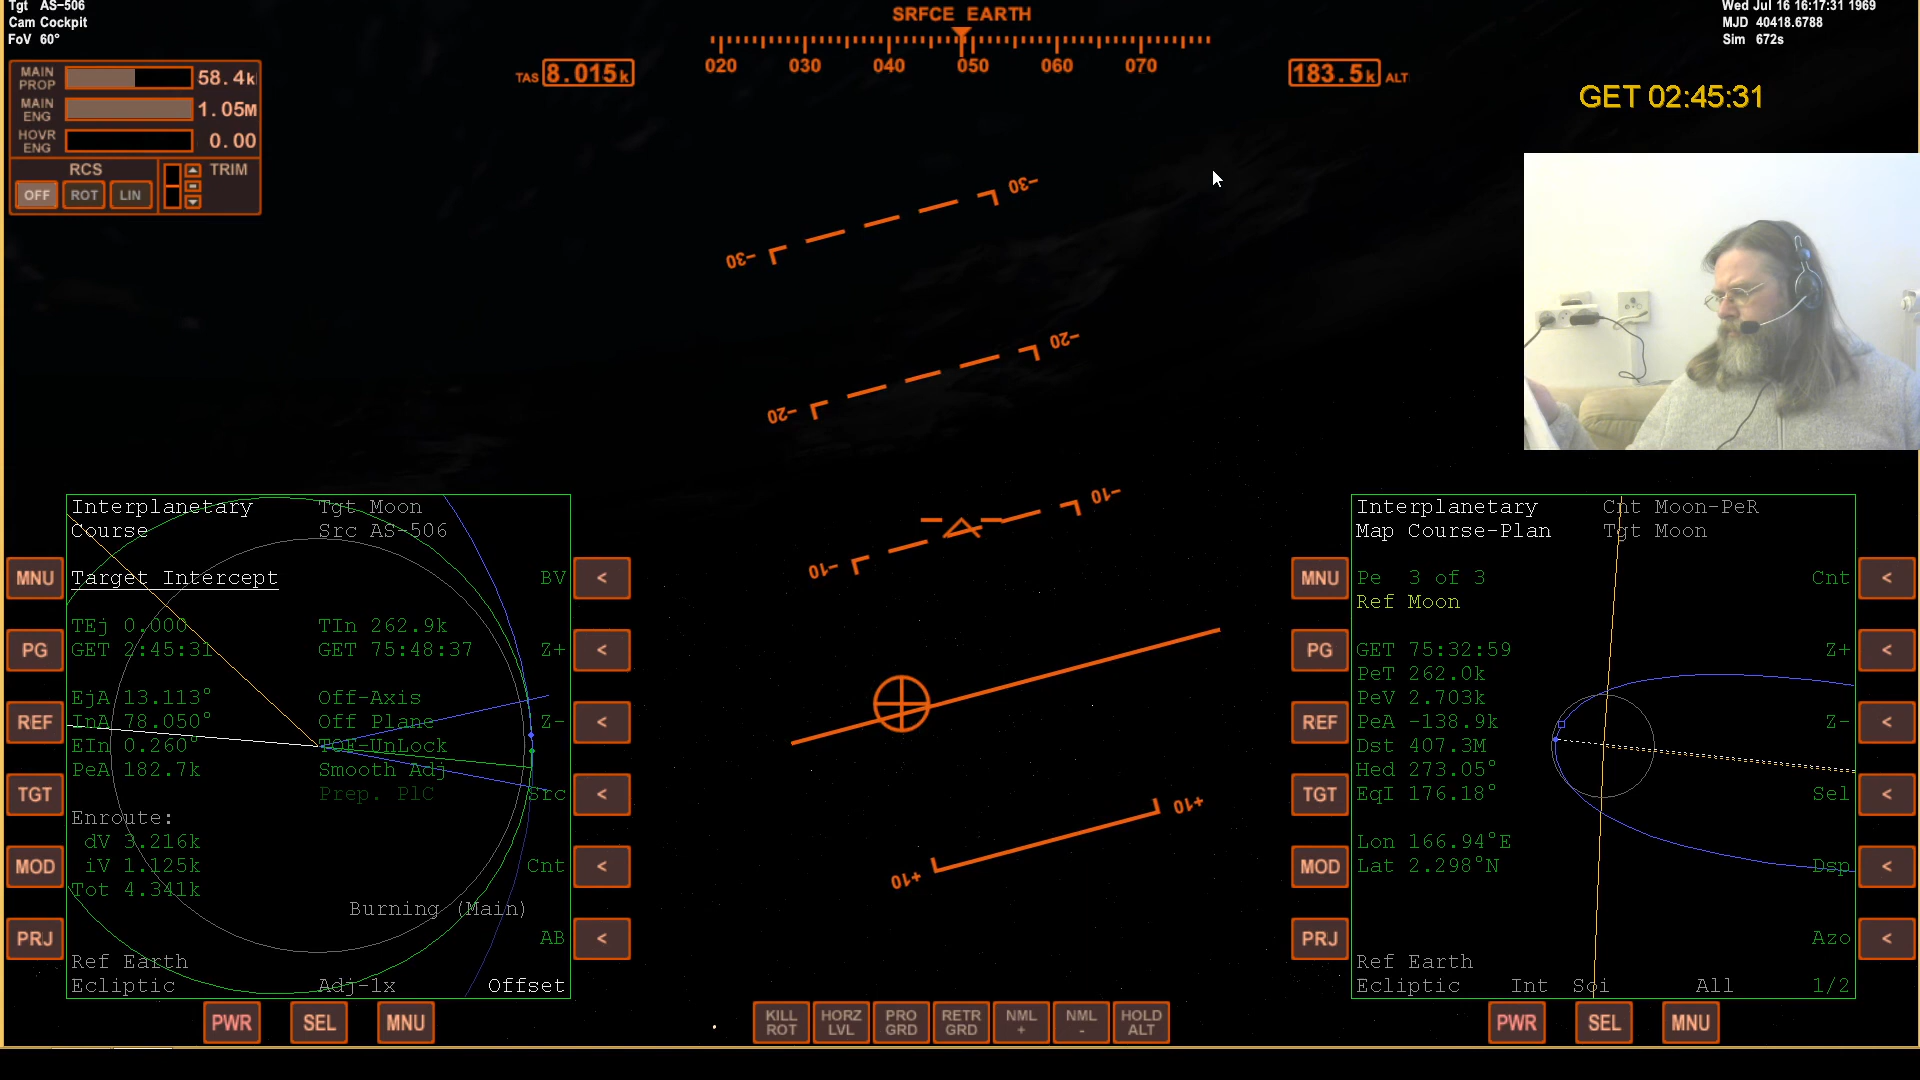 Tgt AS-506
Cam Cockpit
FoV 60°
SRFCE EARTH
Wed Jul 16 16:17:31 1969
MJD 40418.6788
Sim 672s
020 030 040 050 060 070
TAS 8.015k
183.5k ALT
GET 02:45:31
MAIN PROP 58.4k
MAIN ENG 1.05M
HOVR ENG 0.00
RCS TRIM
OFF ROT LIN
-30 -30
-20 -20
-10 -10
+10 +10
Interplanetary Tgt Moon
Course Src AS-506
Target Intercept
TEj 0.000 TIn 262.9k
GET 2:45:31 GET 75:48:37
EjA 13.113° Off-Axis
InA 78.050° Off Plane
EIn 0.260° TOF-UnLock
PeA 182.7k Smooth Adj
Prep. PlC
Enroute:
dV 3.216k
iV 1.125k
Tot 4.341k
Burning (Main)
Ref Earth
Ecliptic Adj-1x Offset
MNU BV <
PG Z+ <
REF Z- <
TGT Src <
MOD Cnt <
PRJ AB <
PWR SEL MNU
KILL ROT
HORZ LVL
PRO GRD
RETR GRD
NML +
NML -
HOLD ALT
Interplanetary Cnt Moon-PeR
Map Course-Plan Tgt Moon
Pe 3 of 3
Ref Moon
GET 75:32:59
PeT 262.0k
PeV 2.703k
PeA -138.9k
Dst 407.3M
Hed 273.05°
EqI 176.18°
Lon 166.94°E
Lat 2.298°N
Ref Earth
Ecliptic Int Soi All 1/2
MNU Cnt <
PG Z+ <
REF Z- <
TGT Sel <
MOD Dsp <
PRJ Azo <
PWR SEL MNU